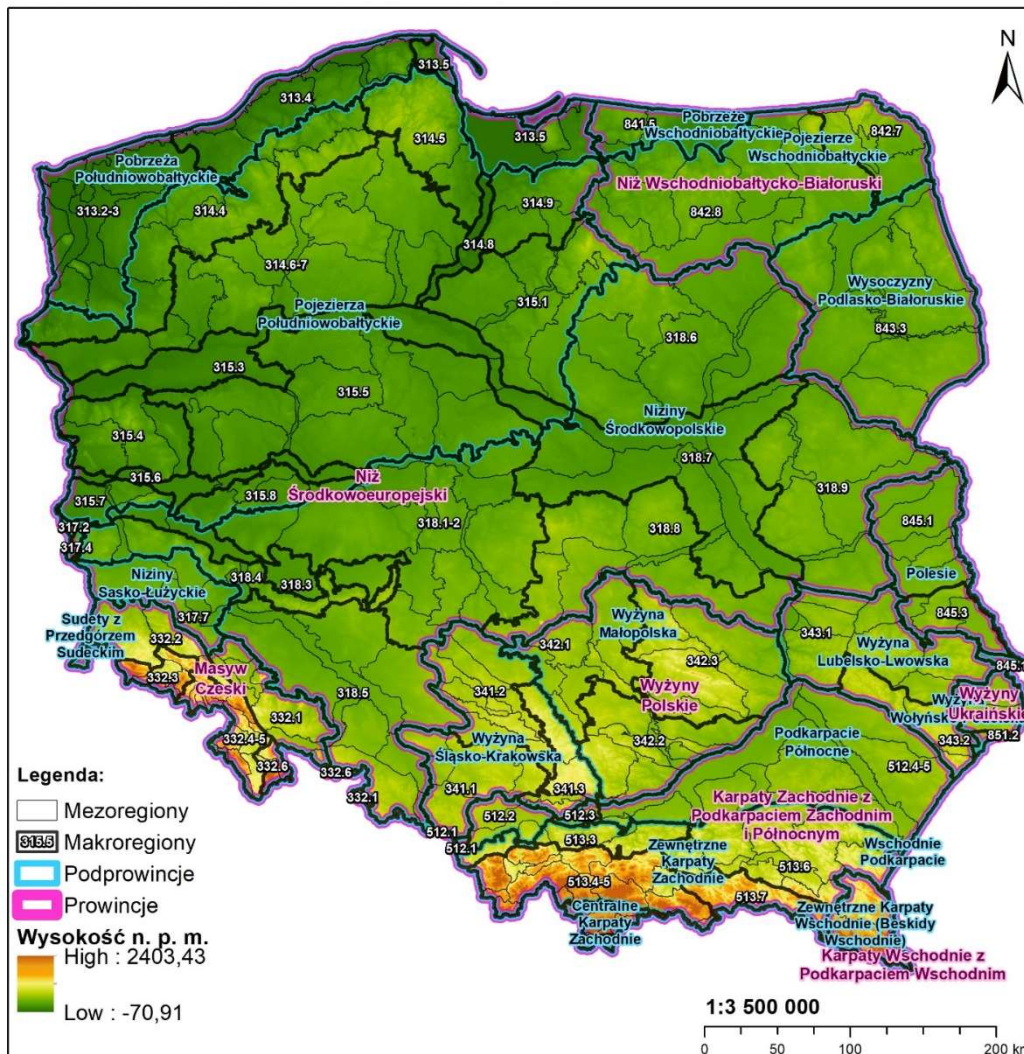 N
313.5
313.4
314.5
313.5
841.5
Pobrzeże
Wschodniobałtyckie
Pojezierze
Wschodniobałtyckie
842.7
Pobrzeża
Południowobałtyckie
Niż Wschodniobałtycko-Białoruski
313.2-3
314.4
314.9
842.8
314.8
314.6-7
315.1
Wysoczyzny
Podlasko-Białoruskie
Pojezierza
Południowobałtyckie
318.6
843.3
315.3
315.5
Niziny
Środkowopolskie
315.4
318.7
315.6
Niż
Środkowoeuropejski
315.7
315.8
318.9
317.2
318.1-2
318.8
845.1
317.4
Niziny
Sasko-Łużyckie
318.4
318.3
Polesie
317.7
845.3
Sudety z
Przedgórzem
Sudeckim
332.2
342.1
Wyżyna
Małopolska
343.1
Wyżyna
Lubelsko-Lwowska
332.3
Masyw
Czeski
342.3
845.1
341.2
Wyżyny
Polskie
318.5
Wyżyny
Ukraińskie
332.1
343.2
851.2
332.4-5
Wyżyna
Śląsko-Krakowska
342.2
Podkarpacie
Północne
332.6
332.6
512.4-5
332.1
341.1
341.3
Karpaty Zachodnie z
Podkarpaciem Zachodnim
i Północnym
512.2
512.3
512.1
512.1
513.3
Zewnętrzne
Karpaty
Zachodnie
Wschodnie
Podkarpacie
513.6
513.4-5
513.7
Centralne
Karpaty
Zachodnie
Zewnętrzne Karpaty
Wschodnie (Beskidy
Wschodnie)
Karpaty Wschodnie z
Podkarpaciem Wschodnim
Legenda:
Mezoregiony
315.5 Makroregiony
Podprowincje
Prowincje
Wysokość n. p. m.
High : 2403,43
Low : -70,91
1:3 500 000
0 50 100 200 km